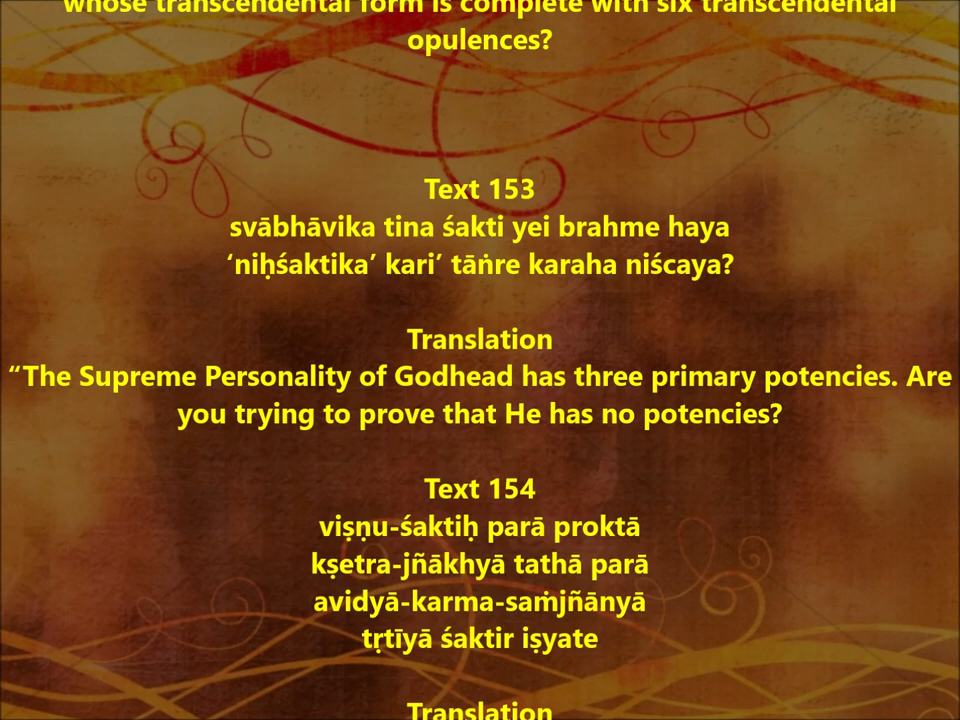 whose transcendental form is complete with six transcendental
opulences?
Text 153
svābhāvika tina śakti yei brahme haya
‘niḥśaktika’ kari’ tāṅre karaha niścaya?
Translation
“The Supreme Personality of Godhead has three primary potencies. Are
you trying to prove that He has no potencies?
Text 154
viṣṇu-śaktiḥ parā proktā
kṣetra-jñākhyā tathā parā
avidyā-karma-saṁjñānyā
tṛtīyā śaktir iṣyate
Translation